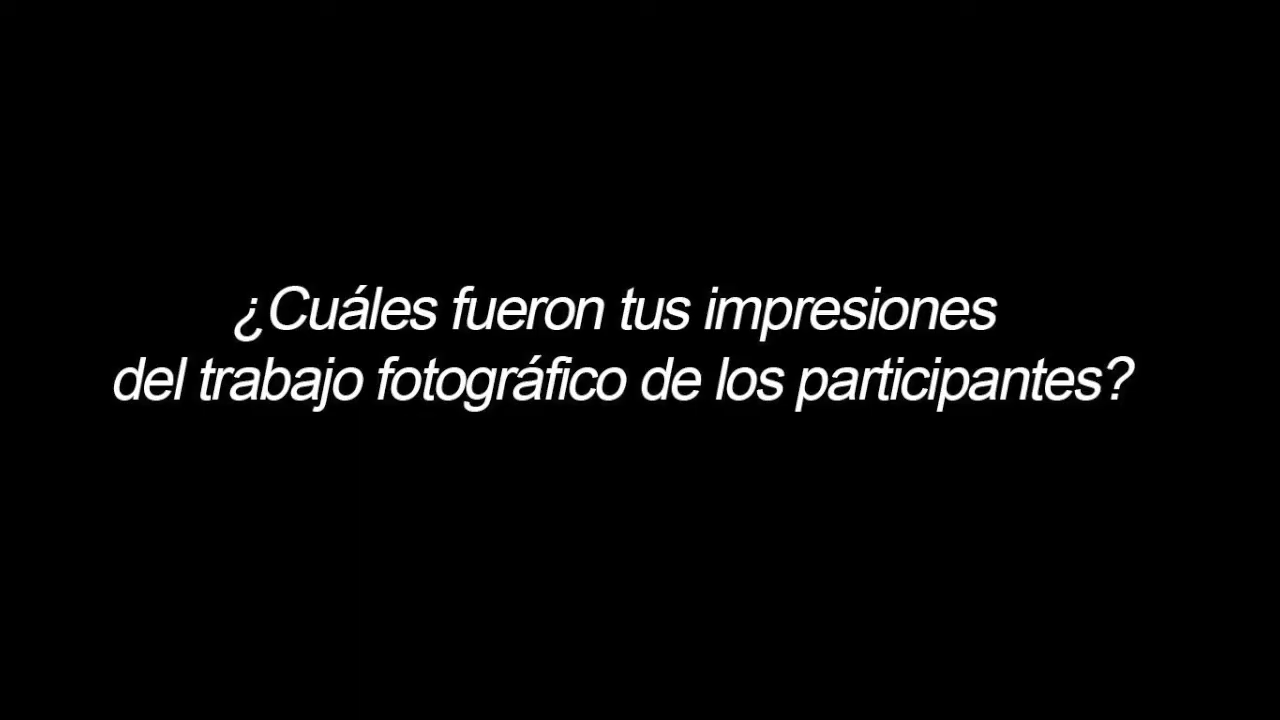 ¿Cuáles fueron tus impresiones
del trabajo fotográfico de los participantes?